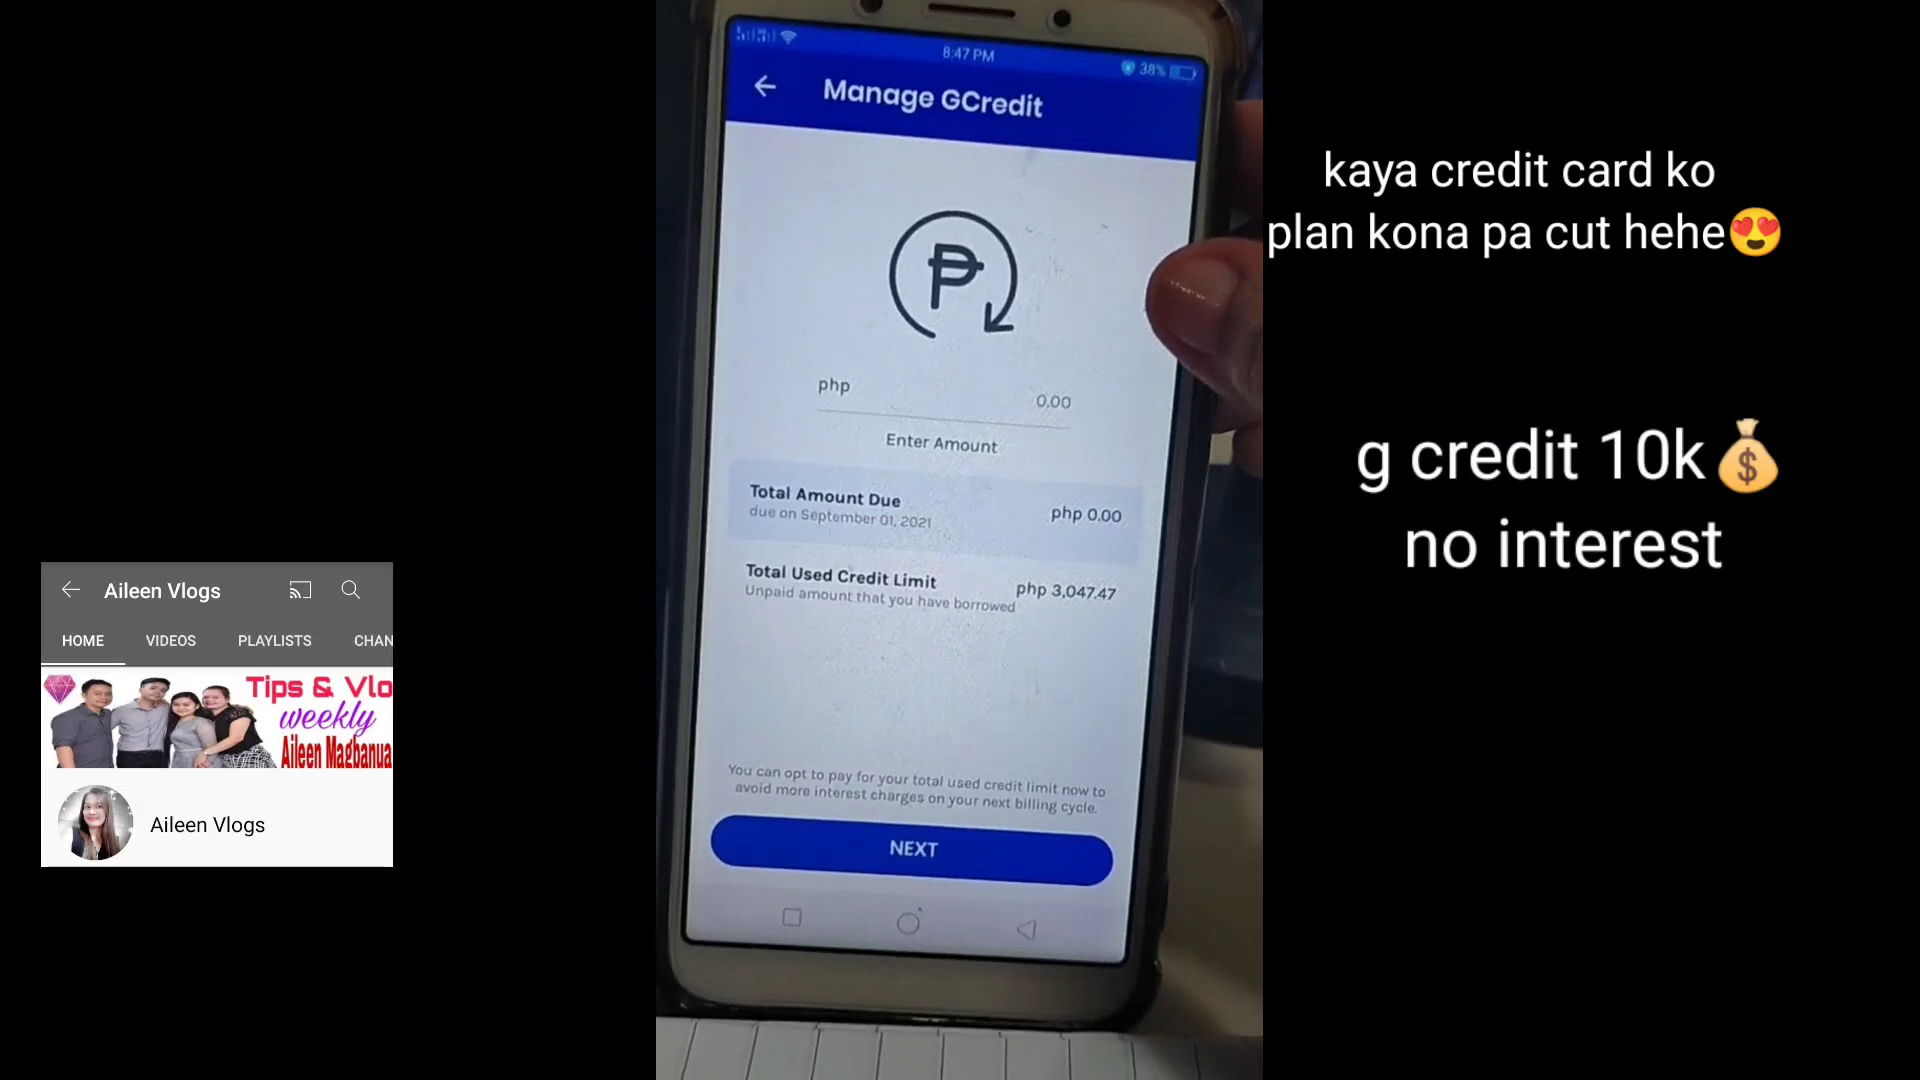 8:47 PM
38%
Manage GCredit
php
0.00
Enter Amount
Total Amount Due
due on September 01, 2021
php 0.00
Total Used Credit Limit
Unpaid amount that you have borrowed
php 3,047.47
You can opt to pay for your total used credit limit now to
avoid more interest charges on your next billing cycle.
NEXT
kaya credit card ko
plan kona pa cut hehe😍
g credit 10k💰
no interest
Aileen Vlogs
HOME VIDEOS PLAYLISTS CHAN
Tips & Vlo
weekly
Aileen Magbanua
Aileen Vlogs